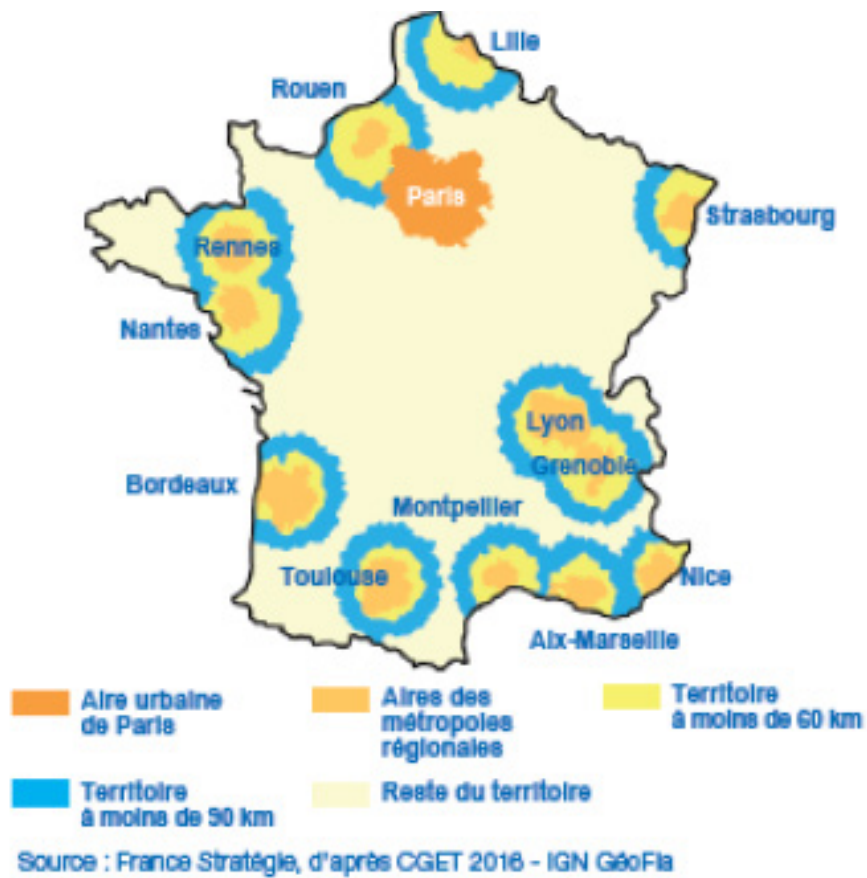 Lille
Rouen
Paris
Strasbourg
Rennes
Nantes
Lyon
Grenoble
Bordeaux
Montpellier
Toulouse
Nice
Aix-Marseille
Aire urbaine
de Paris
Aires des
métropoles
régionales
Territoire
à moins de 60 km
Territoire
à moins de 90 km
Reste du territoire
Source : France Stratégie, d'après CGET 2016 - IGN GéoFla